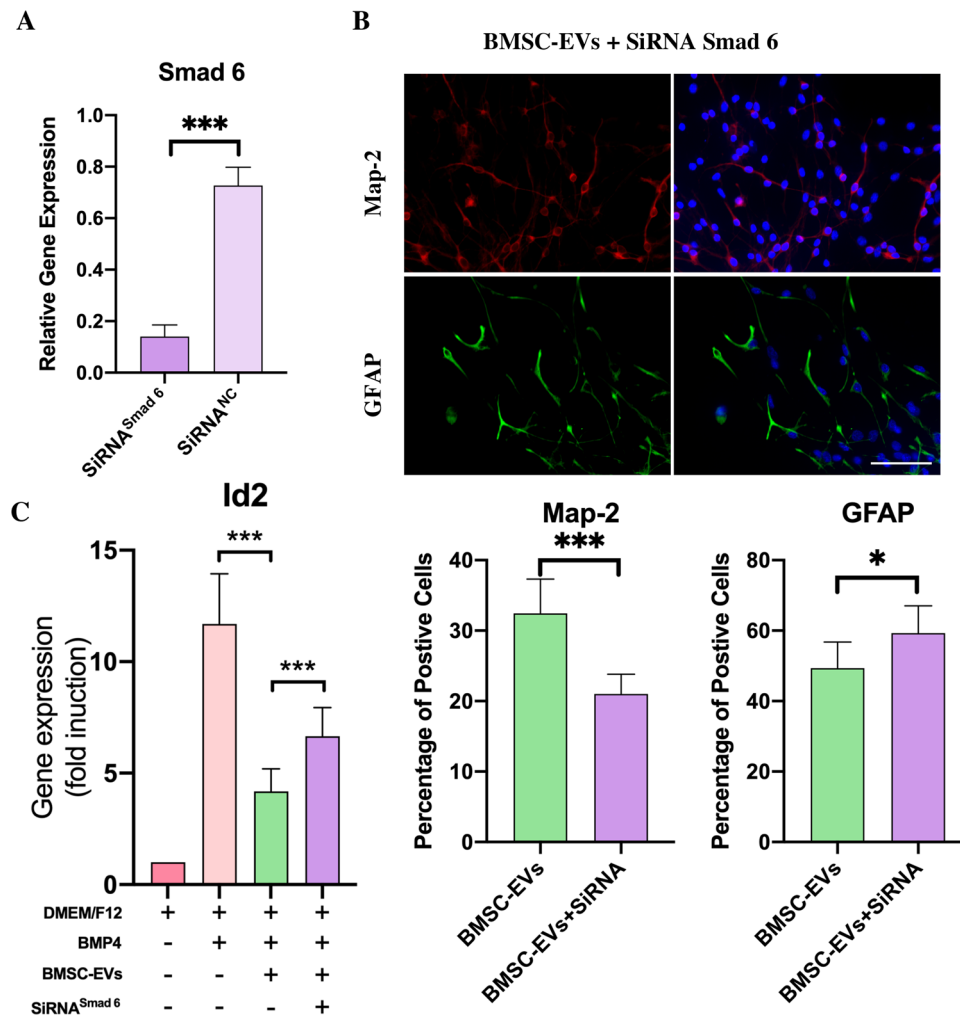 A
Smad 6
***
Relative Gene Expression
1.0
0.8
0.6
0.4
0.2
0.0
SiRNA^Smad 6
SiRNA^NC
B
BMSC-EVs + SiRNA Smad 6
Map-2
GFAP
C
Id2
***
***
Gene expression
(fold inuction)
15
10
5
0
DMEM/F12 + + + +
BMP4 - + + +
BMSC-EVs - - + +
SiRNA^Smad 6 - - - +
Map-2
***
Percentage of Postive Cells
40
30
20
10
0
BMSC-EVs
BMSC-EVs+SiRNA
GFAP
*
Percentage of Postive Cells
80
60
40
20
0
BMSC-EVs
BMSC-EVs+SiRNA